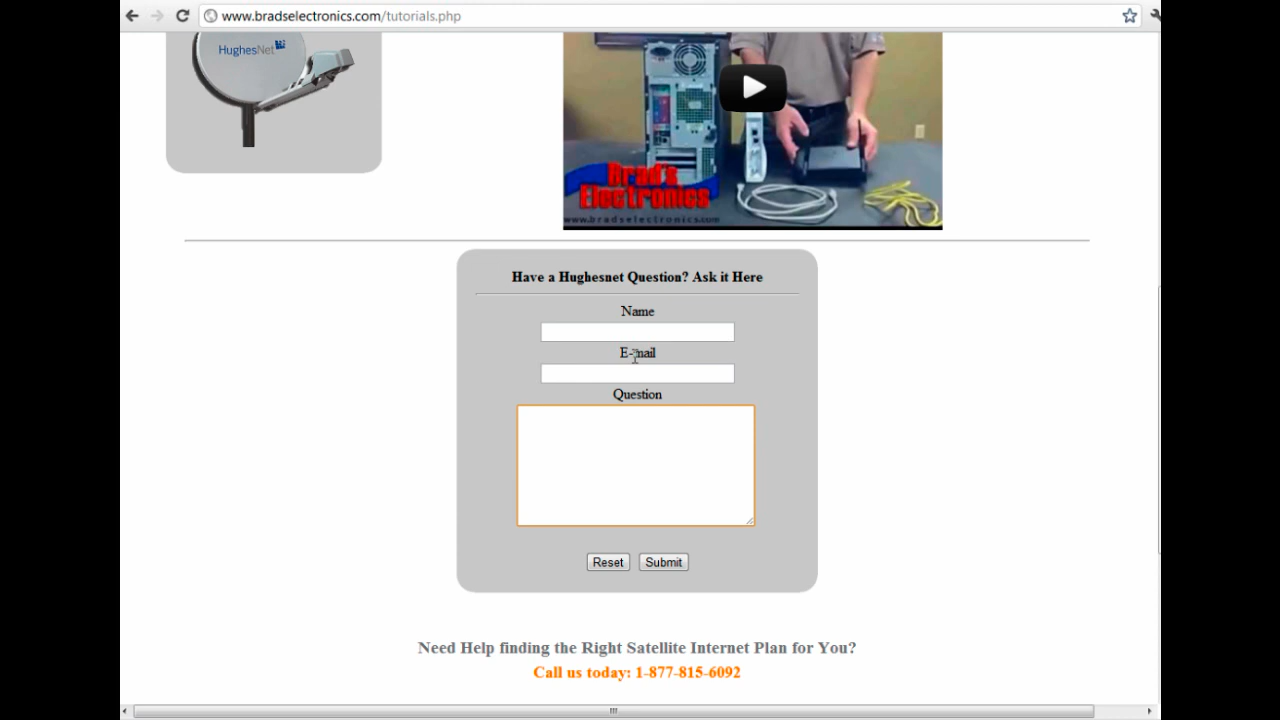 www.bradselectronics.com/tutorials.php
HughesNet
Brad's
Electronics
www.bradselectronics.com
Have a Hughesnet Question? Ask it Here
Name
E-mail
Question
Reset Submit
Need Help finding the Right Satellite Internet Plan for You?
Call us today: 1-877-815-6092